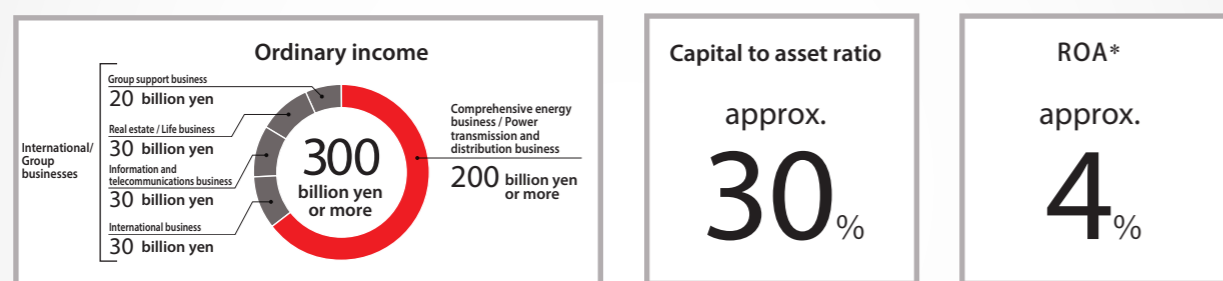 Ordinary income
International/
Group
businesses
Group support business
20 billion yen
Real estate / Life business
30 billion yen
Information and
telecommunications business
30 billion yen
International business
30 billion yen
300
billion yen
or more
Comprehensive energy
business / Power
transmission and
distribution business
200 billion yen
or more
Capital to asset ratio
approx.
30%
ROA*
approx.
4%